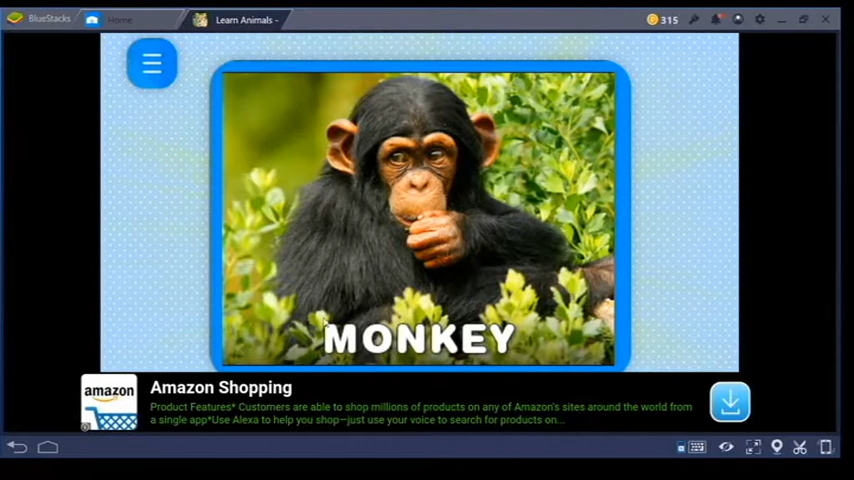 BlueStacks
Home
Learn Animals -
315
MONKEY
amazon
Amazon Shopping
Product Features* Customers are able to shop millions of products on any of Amazon's sites around the world from
a single app*Use Alexa to help you shop—just use your voice to search for products on...